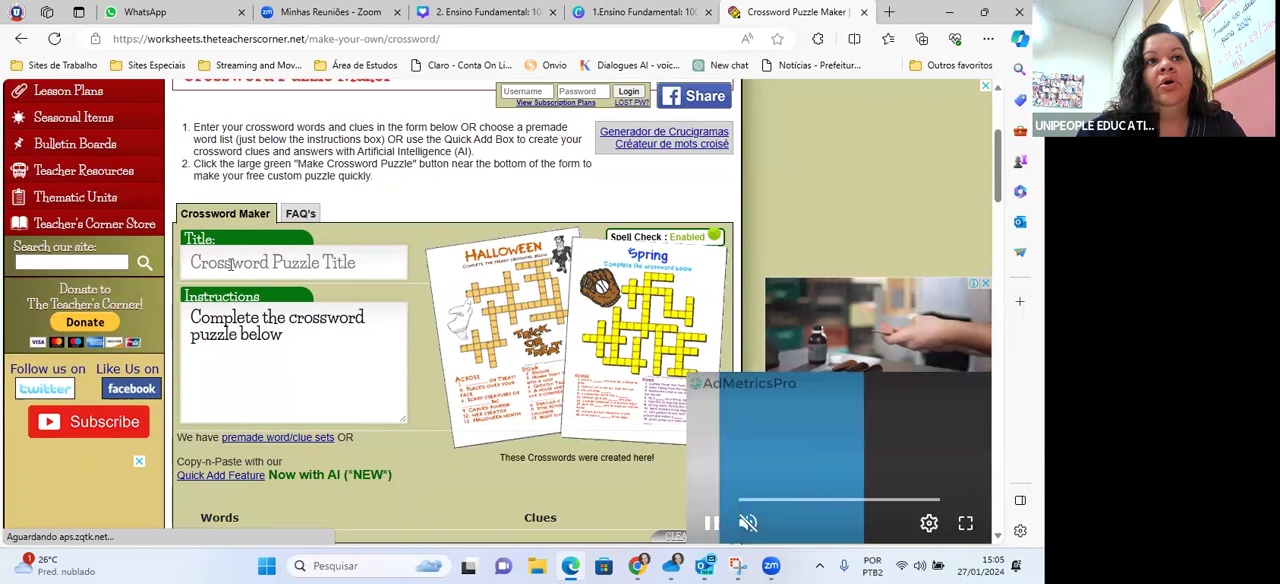 WhatsApp
Minhas Reuniões - Zoom
2. Ensino Fundamental: 10
1.Ensino Fundamental: 100
Crossword Puzzle Maker |
https://worksheets.theteacherscorner.net/make-your-own/crossword/
Sites de Trabalho
Sites Especiais
Streaming and Mov...
Área de Estudos
Claro - Conta On Li...
Onvio
Dialogues AI - voic...
New chat
Notícias - Prefeitur...
Outros favoritos
Lesson Plans
Seasonal Items
Bulletin Boards
Teacher Resources
Thematic Units
Teacher's Corner Store
Search our site:
Donate to
The Teacher's Corner!
Donate
VISA
Follow us on
Like Us on
twitter
facebook
Subscribe
Crossword Puzzle Maker
Username
Password
Login
View Subscription Plans
LOST PW?
Share
1. Enter your crossword words and clues in the form below OR choose a premade
word list (just below the instructions box) OR use the Quick Add Box to create your
crossword clues and answers with Artificial Intelligence (AI).
2. Click the large green "Make Crossword Puzzle" button near the bottom of the form to
make your free custom puzzle quickly.
Generador de Crucigramas
Créateur de mots croisé
Crossword Maker
FAQ's
Title:
Crossword Puzzle Title
Instructions
Complete the crossword
puzzle below
Spell Check : Enabled
HALLOWEEN
TRICK
OR
TREAT
Spring
Complete the crossword below
We have premade word/clue sets OR
Copy-n-Paste with our
Quick Add Feature Now with AI (*NEW*)
These Crosswords were created here!
Words
Clues
CLEA
AdMetricsPro
Aguardando aps.zqtk.net...
UNIPEOPLE EDUCATI...
26°C
Pred. nublado
Pesquisar
POR
PTB2
15:05
27/01/2024